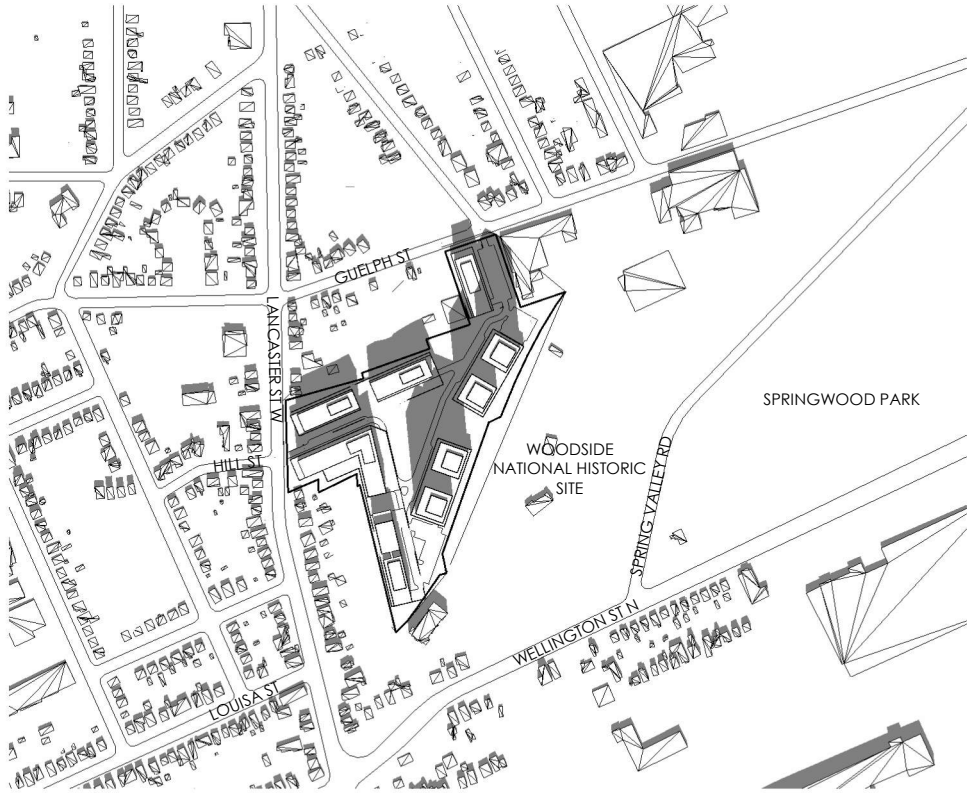 GUELPH ST
LANCASTER ST W
SPRINGWOOD PARK
WOODSIDE
NATIONAL HISTORIC
SITE
HILL ST
SPRING VALLEY RD
WELLINGTON ST N
LOUISA ST